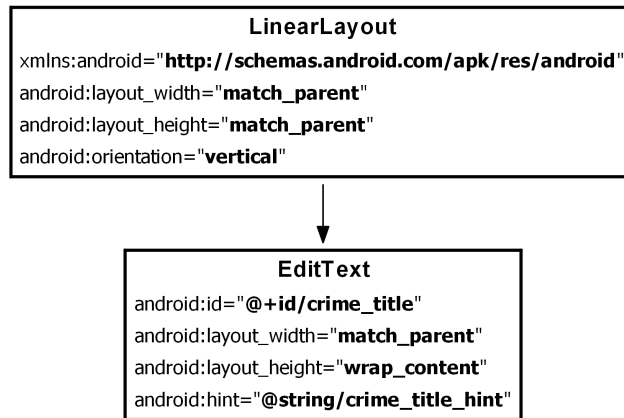 LinearLayout
xmlns:android="http://schemas.android.com/apk/res/android"
android:layout_width="match_parent"
android:layout_height="match_parent"
android:orientation="vertical"
EditText
android:id="@+id/crime_title"
android:layout_width="match_parent"
android:layout_height="wrap_content"
android:hint="@string/crime_title_hint"